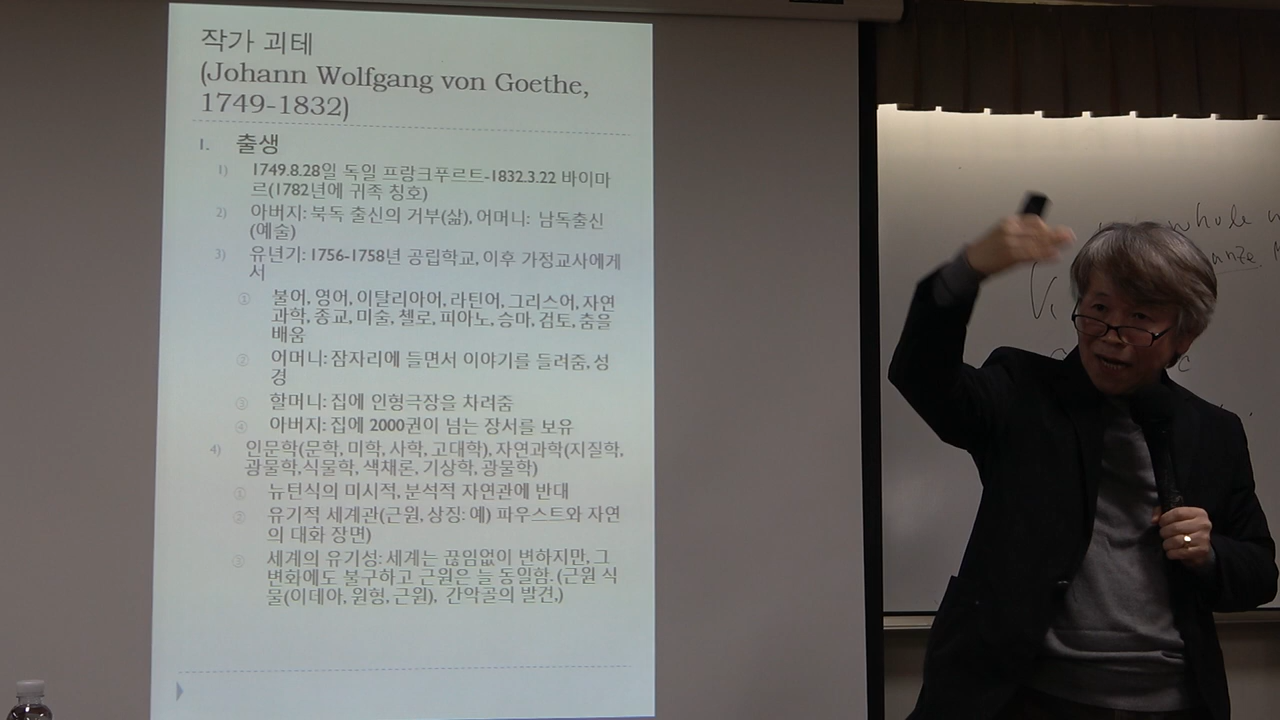 작가 괴테
(Johann Wolfgang von Goethe,
1749-1832)
I. 출생
1) 1749.8.28일 독일 프랑크푸르트-1832.3.22 바이마
르(1782년에 귀족 칭호)
2) 아버지: 북독 출신의 거부(삶), 어머니: 남독출신
(예술)
3) 유년기: 1756-1758년 공립학교, 이후 가정교사에게
서
① 불어, 영어, 이탈리아어, 라틴어, 그리스어, 자연
과학, 종교, 미술, 첼로, 피아노, 승마, 검토, 춤을
배움
② 어머니: 잠자리에 들면서 이야기를 들려줌, 성
경
③ 할머니: 집에 인형극장을 차려줌
④ 아버지: 집에 2000권이 넘는 장서를 보유
4) 인문학(문학, 미학, 사학, 고대학), 자연과학(지질학,
광물학,식물학, 색채론, 기상학, 광물학)
① 뉴턴식의 미시적, 분석적 자연관에 반대
② 유기적 세계관(근원, 상징: 예) 파우스트와 자연
의 대화 장면)
③ 세계의 유기성: 세계는 끊임없이 변하지만, 그
변화에도 불구하고 근원은 늘 동일함. (근원 식
물(이데아, 원형, 근원), 간악골의 발견,)
whole